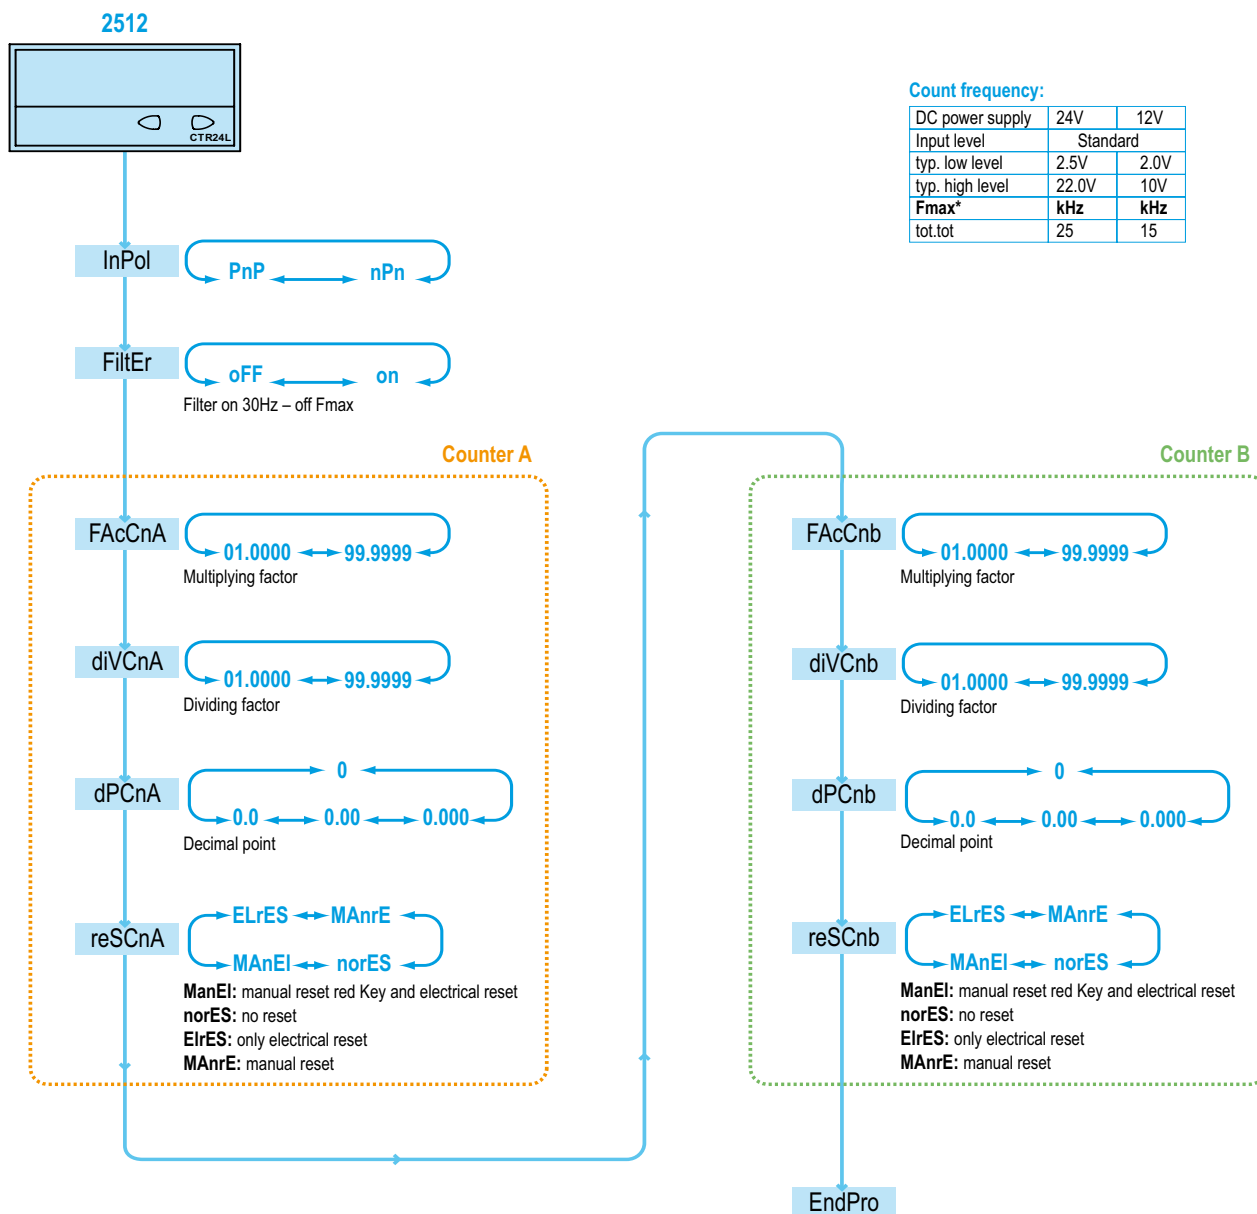 2512
CTR24L
Count frequency:
DC power supply 24V 12V
Input level Standard
typ. low level 2.5V 2.0V
typ. high level 22.0V 10V
Fmax* kHz kHz
tot.tot 25 15
InPol
PnP nPn
FiltEr
oFF on
Filter on 30Hz – off Fmax
Counter A
FAcCnA
01.0000 99.9999
Multiplying factor
diVCnA
01.0000 99.9999
Dividing factor
dPCnA
0
0.0 0.00 0.000
Decimal point
reSCnA
ELrES MAnrE
MAnEl norES
ManEl: manual reset red Key and electrical reset
norES: no reset
ElrES: only electrical reset
MAnrE: manual reset
Counter B
FAcCnb
01.0000 99.9999
Multiplying factor
diVCnb
01.0000 99.9999
Dividing factor
dPCnb
0
0.0 0.00 0.000
Decimal point
reSCnb
ELrES MAnrE
MAnEl norES
ManEl: manual reset red Key and electrical reset
norES: no reset
ElrES: only electrical reset
MAnrE: manual reset
EndPro